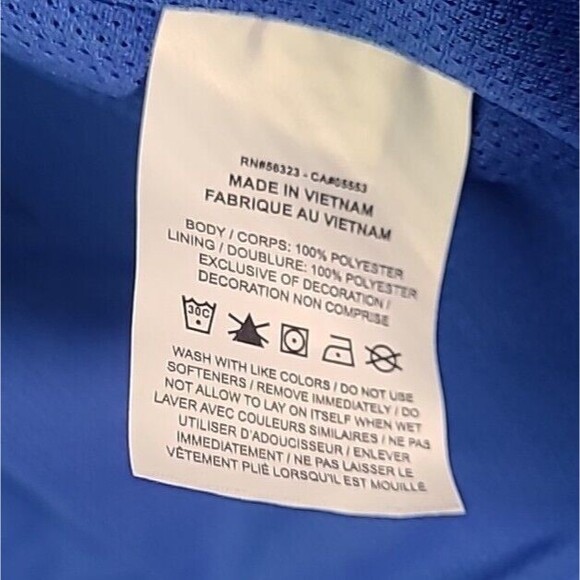 RN#56323 - CA#05553
MADE IN VIETNAM
FABRIQUE AU VIETNAM
BODY / CORPS: 100% POLYESTER
LINING / DOUBLURE: 100% POLYESTER
EXCLUSIVE OF DECORATION /
DECORATION NON COMPRISE
30C
WASH WITH LIKE COLORS / DO NOT USE
SOFTENERS / REMOVE IMMEDIATELY / DO
NOT ALLOW TO LAY ON ITSELF WHEN WET
LAVER AVEC COULEURS SIMILAIRES / NE PAS
UTILISER D'ADOUCISSEUR / ENLEVER
IMMEDIATEMENT / NE PAS LAISSER LE
VÊTEMENT PLIÉ LORSQU'IL EST MOUILLE